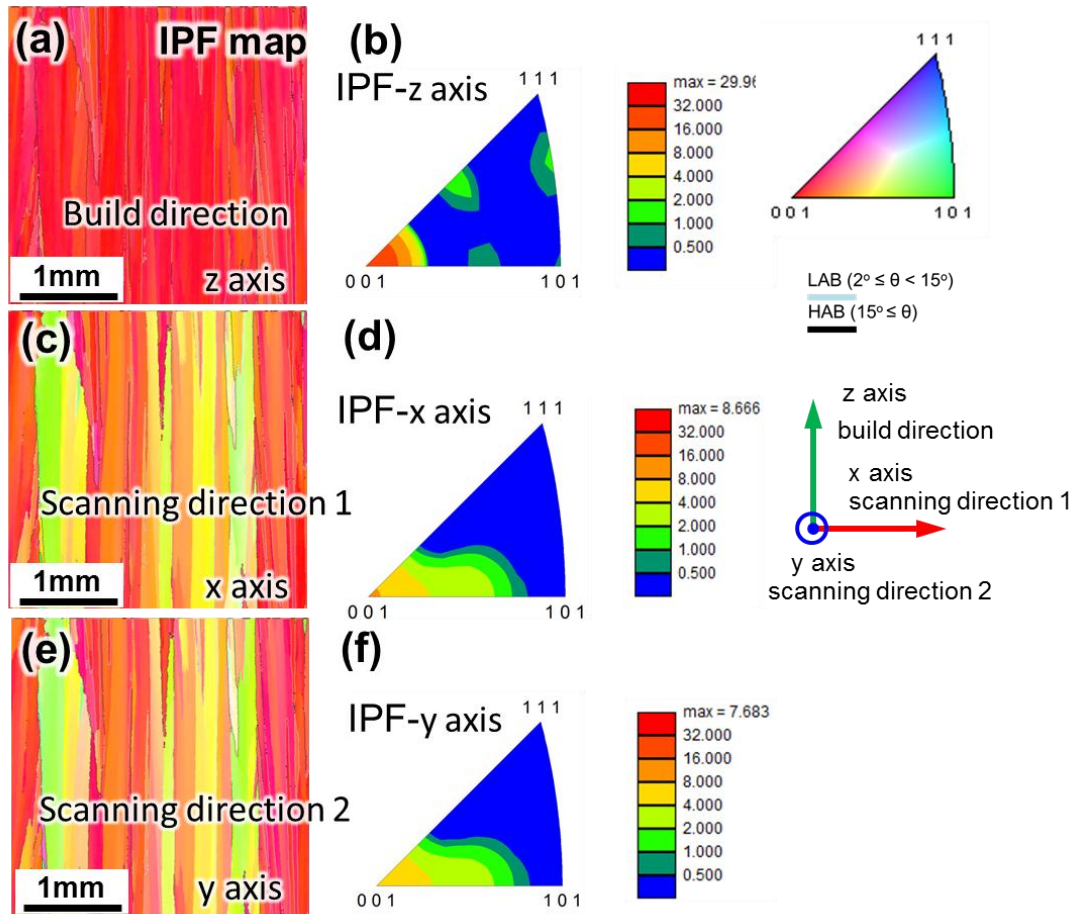 (a) IPF map
Build direction
1mm
z axis
(b)
IPF-z axis
1 1 1
0 0 1
1 0 1
max = 29.96
32.000
16.000
8.000
4.000
2.000
1.000
0.500
1 1 1
0 0 1
1 0 1
LAB (2º ≤ θ < 15º)
HAB (15º ≤ θ)
(c)
Scanning direction 1
1mm
x axis
(d)
IPF-x axis
1 1 1
0 0 1
1 0 1
max = 8.666
32.000
16.000
8.000
4.000
2.000
1.000
0.500
z axis
build direction
x axis
scanning direction 1
y axis
scanning direction 2
(e)
Scanning direction 2
1mm
y axis
(f)
IPF-y axis
1 1 1
0 0 1
1 0 1
max = 7.683
32.000
16.000
8.000
4.000
2.000
1.000
0.500